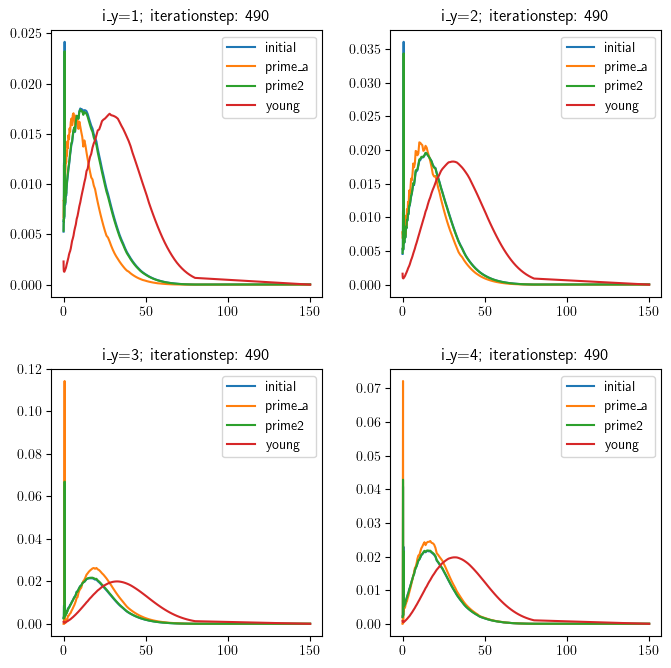 i_y=1; iterationstep: 490
0.025
0.020
0.015
0.010
0.005
0.000
0
50
100
150
initial
prime_a
prime2
young
i_y=2; iterationstep: 490
0.035
0.030
0.025
0.020
0.015
0.010
0.005
0.000
0
50
100
150
initial
prime_a
prime2
young
i_y=3; iterationstep: 490
0.12
0.10
0.08
0.06
0.04
0.02
0.00
0
50
100
150
initial
prime_a
prime2
young
i_y=4; iterationstep: 490
0.07
0.06
0.05
0.04
0.03
0.02
0.01
0.00
0
50
100
150
initial
prime_a
prime2
young